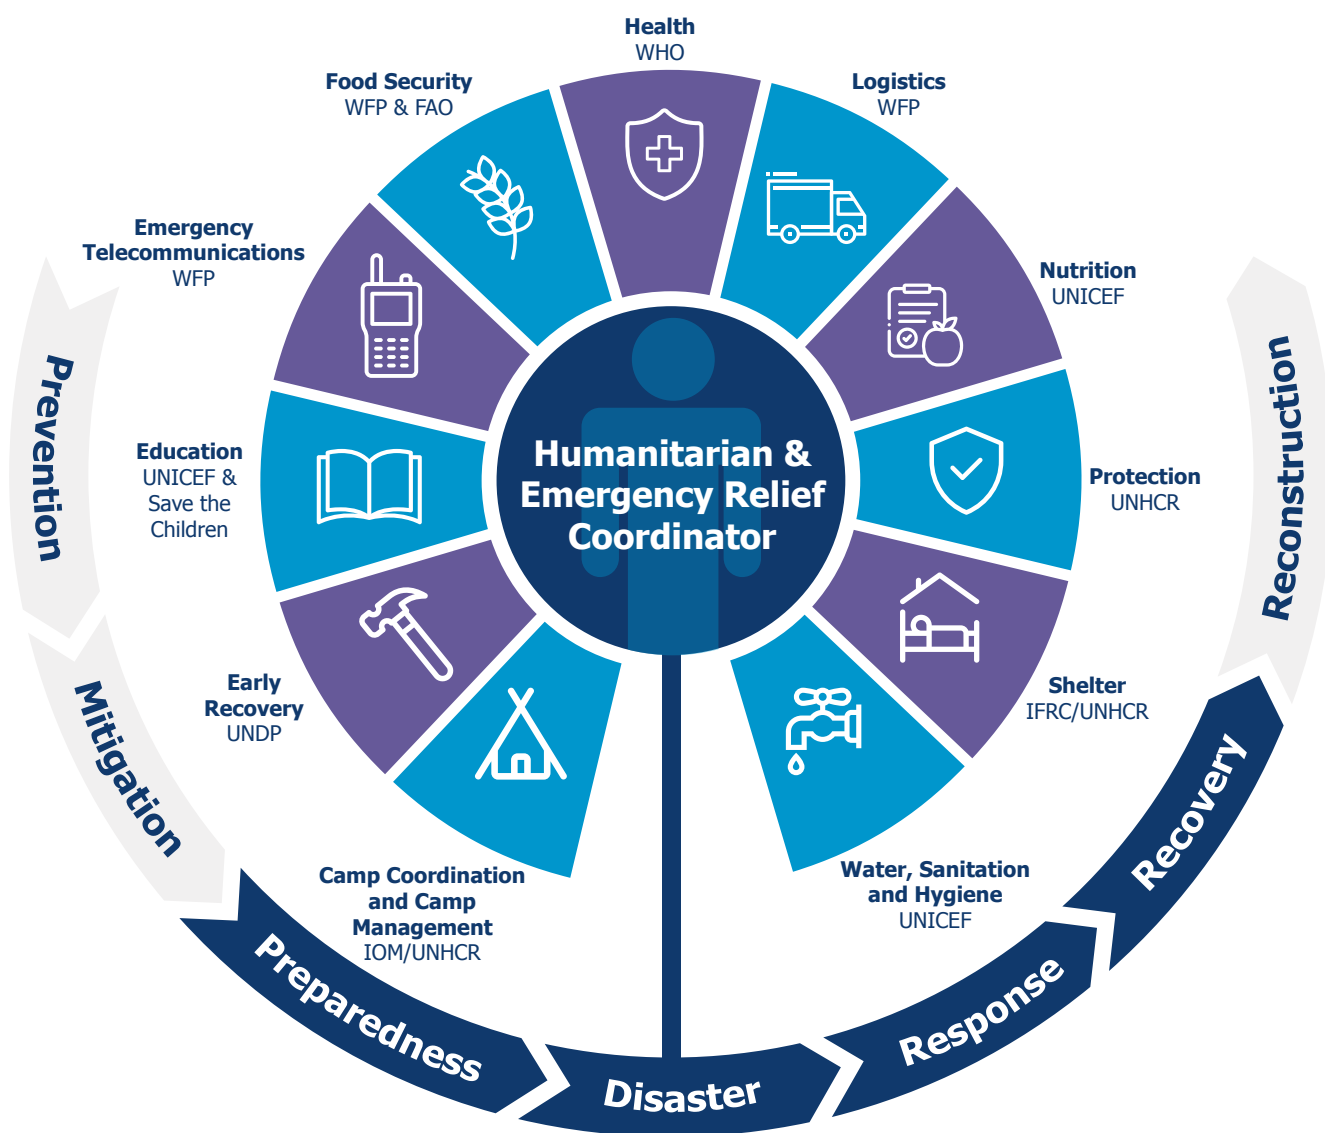 Health
WHO
Food Security
WFP & FAO
Logistics
WFP
Emergency
Telecommunications
WFP
Nutrition
UNICEF
Education
UNICEF &
Save the
Children
Protection
UNHCR
Humanitarian &
Emergency Relief
Coordinator
Early
Recovery
UNDP
Shelter
IFRC/UNHCR
Camp Coordination
and Camp
Management
IOM/UNHCR
Water, Sanitation
and Hygiene
UNICEF
Prevention
Mitigation
Preparedness
Disaster
Response
Recovery
Reconstruction